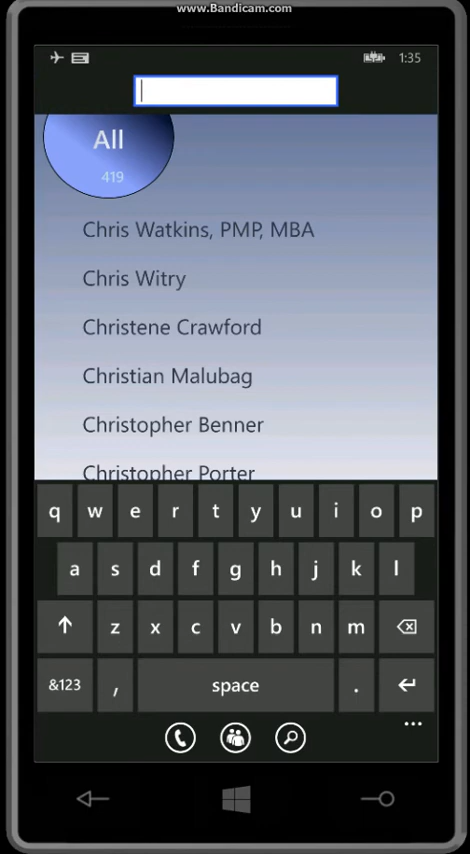 www.Bandicam.com
1:35
All
419
Chris Watkins, PMP, MBA
Chris Witry
Christene Crawford
Christian Malubag
Christopher Benner
Christopher Porter
q w e r t y u i o p
a s d f g h j k l
z x c v b n m
&123 , space .